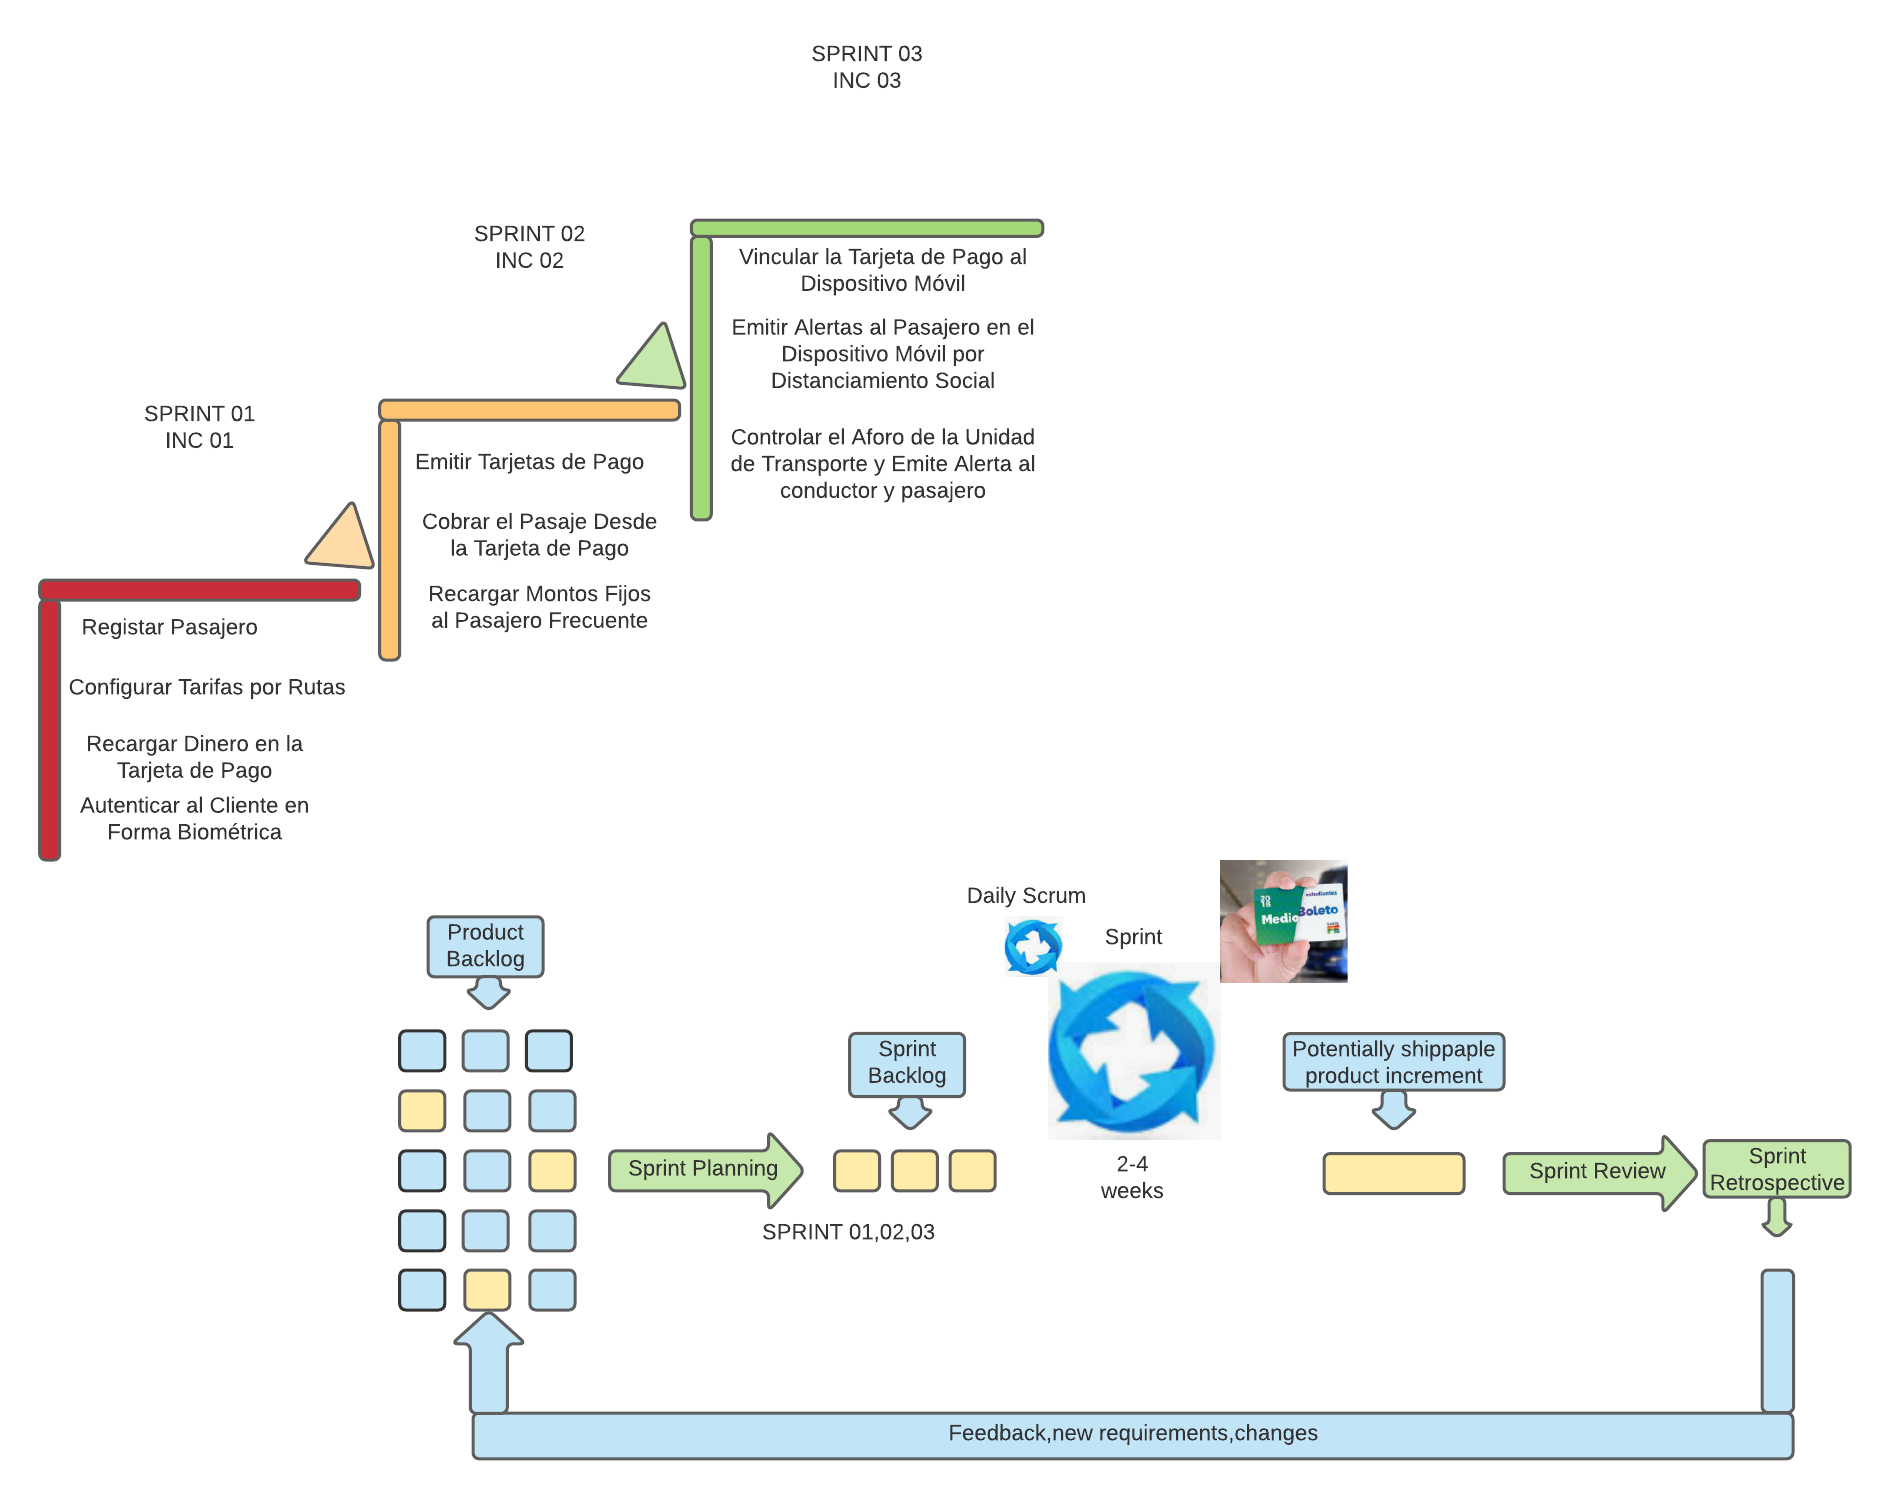 SPRINT 03
INC 03
SPRINT 02
INC 02
Vincular la Tarjeta de Pago al
Dispositivo Móvil
Emitir Alertas al Pasajero en el
Dispositivo Móvil por
Distanciamiento Social
Controlar el Aforo de la Unidad
de Transporte y Emite Alerta al
conductor y pasajero
SPRINT 01
INC 01
Emitir Tarjetas de Pago
Cobrar el Pasaje Desde
la Tarjeta de Pago
Recargar Montos Fijos
al Pasajero Frecuente
Registar Pasajero
Configurar Tarifas por Rutas
Recargar Dinero en la
Tarjeta de Pago
Autenticar al Cliente en
Forma Biométrica
Product
Backlog
Daily Scrum
Sprint
2018
estudiantes
Medio Boleto
Sprint
Backlog
Potentially shippaple
product increment
Sprint Planning
2-4
weeks
Sprint Review
Sprint
Retrospective
SPRINT 01,02,03
Feedback,new requirements,changes